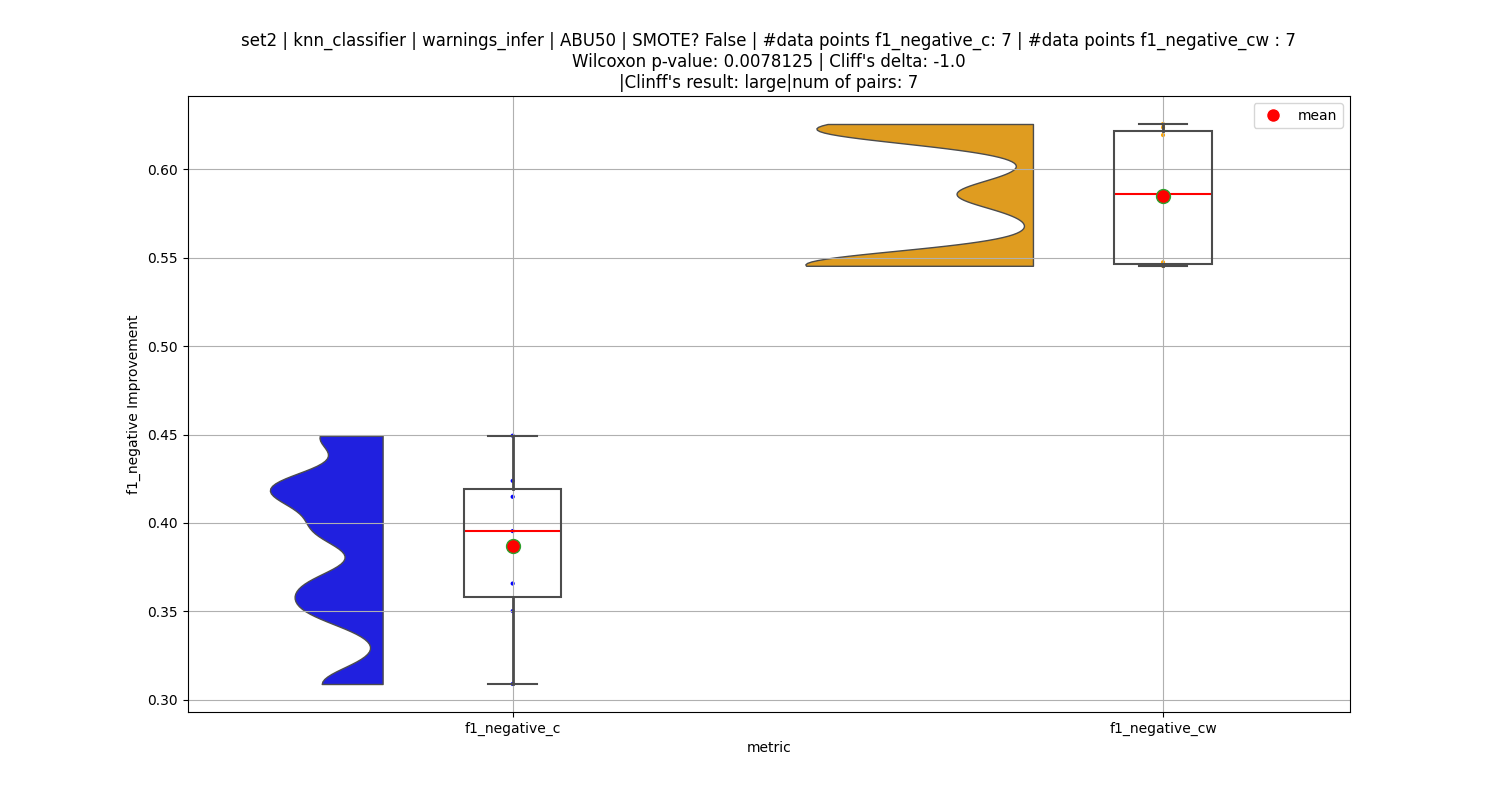 set2 | knn_classifier | warnings_infer | ABU50 | SMOTE? False | #data points f1_negative_c: 7 | #data points f1_negative_cw : 7
Wilcoxon p-value: 0.0078125 | Cliff's delta: -1.0
|Clinff's result: large|num of pairs: 7
mean
0.60
0.55
0.50
0.45
0.40
0.35
0.30
f1_negative Improvement
f1_negative_c
f1_negative_cw
metric